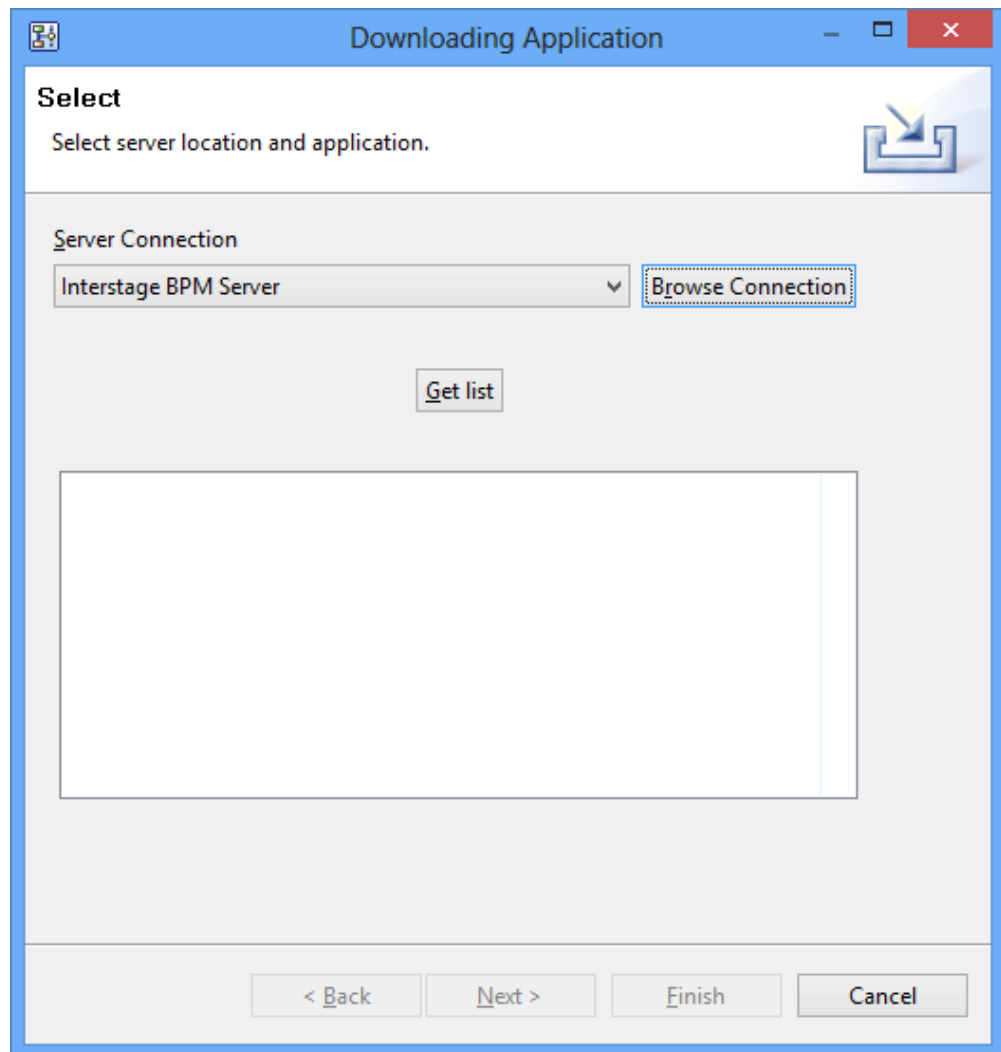 Downloading Application
Select
Select server location and application.
Server Connection
Interstage BPM Server Browse Connection
Get list
< Back Next > Finish Cancel